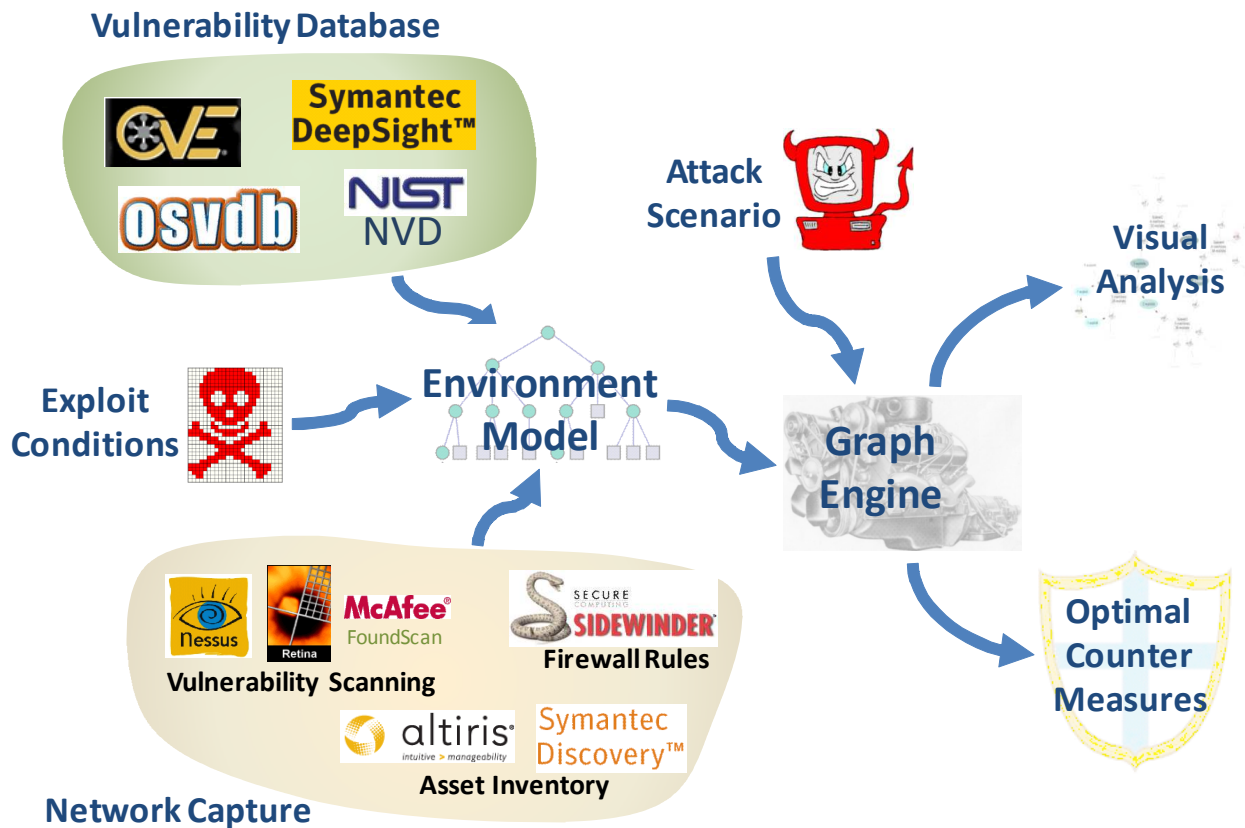 Vulnerability Database
CVE
Symantec
DeepSight™
osvdb
NIST
NVD
Attack
Scenario
Visual
Analysis
Exploit
Conditions
Environment
Model
Graph
Engine
Nessus
Retina
McAfee®
FoundScan
Vulnerability Scanning
SECURE
COMPUTING
SIDEWINDER
Firewall Rules
altiris®
intuitive > manageability
Symantec
Discovery™
Asset Inventory
Network Capture
Optimal
Counter
Measures